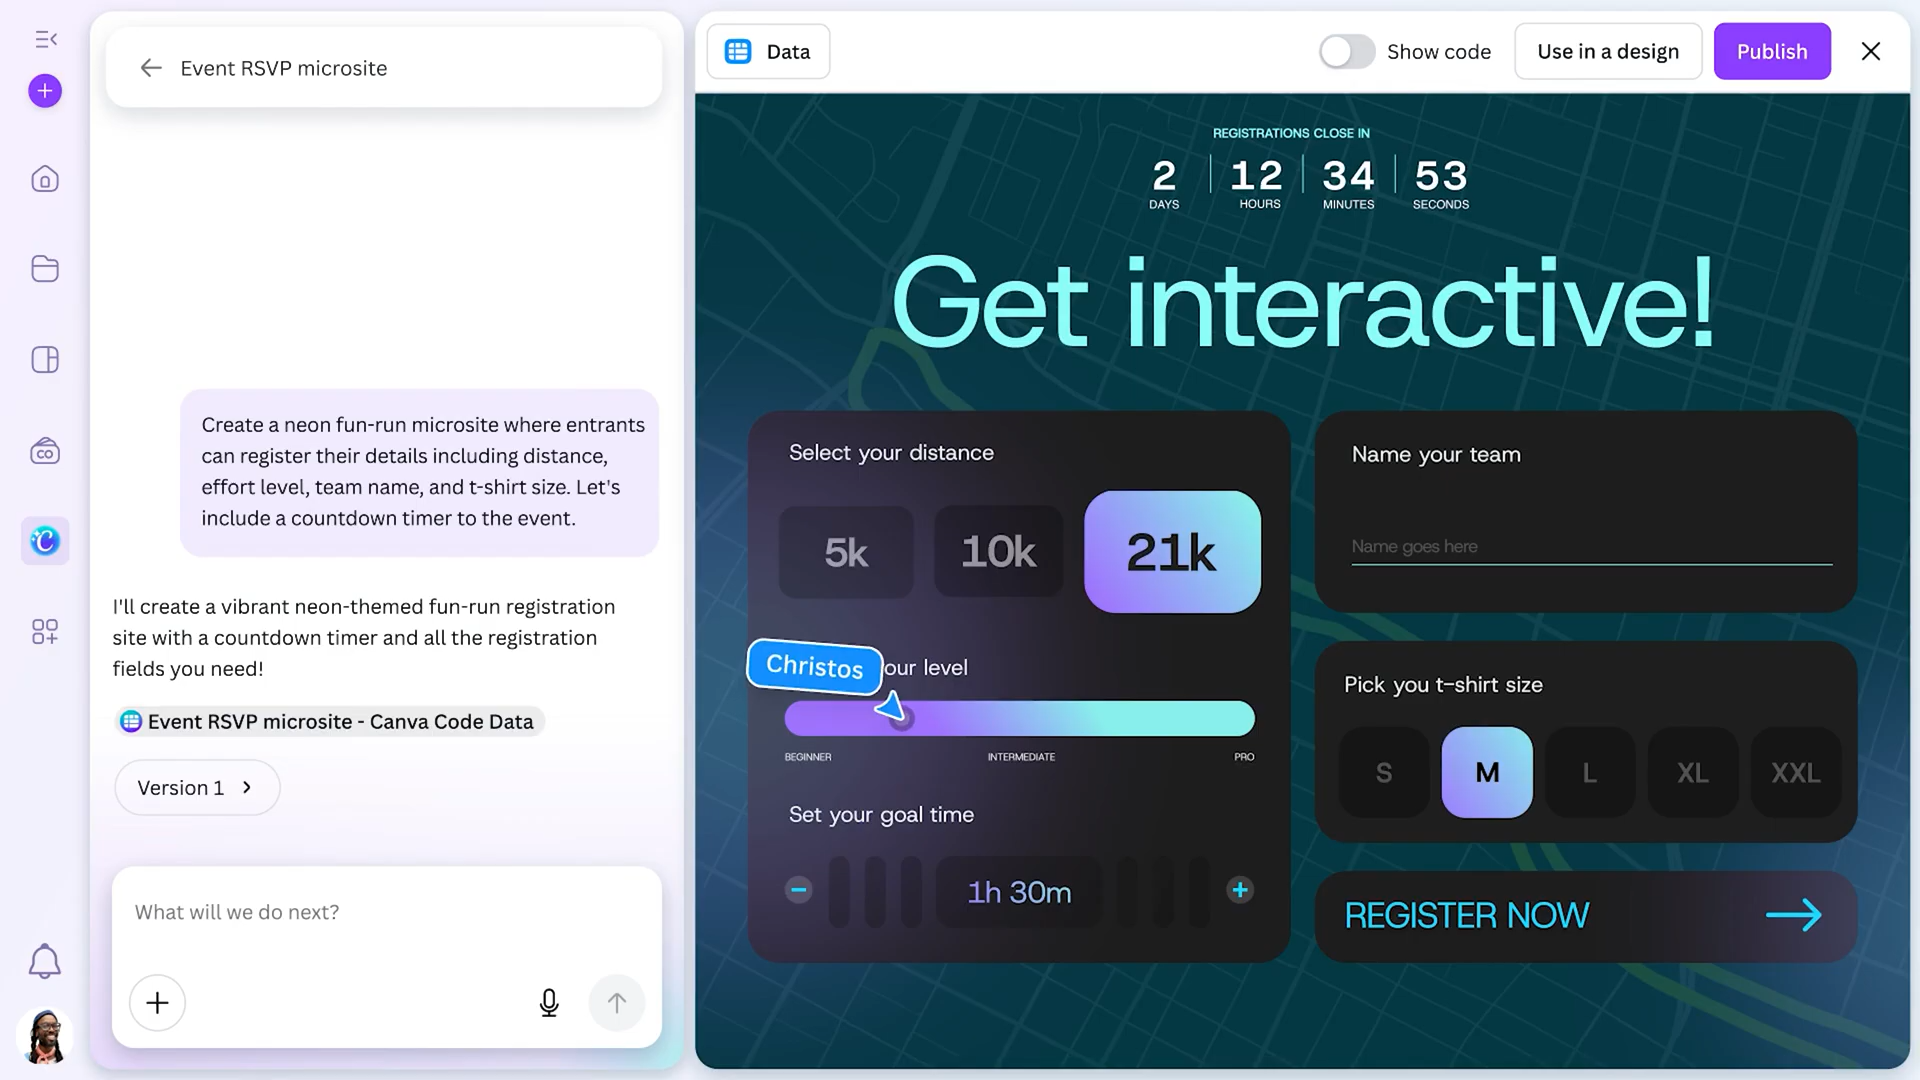 Event RSVP microsite
Create a neon fun-run microsite where entrants
can register their details including distance,
effort level, team name, and t-shirt size. Let's
include a countdown timer to the event.
I'll create a vibrant neon-themed fun-run registration
site with a countdown timer and all the registration
fields you need!
Event RSVP microsite - Canva Code Data
Version 1
What will we do next?
CO
C
Data
Show code
Use in a design
Publish
REGISTRATIONS CLOSE IN
2 12 34 53
DAYS HOURS MINUTES SECONDS
Get interactive!
Select your distance
5k 10k 21k
Christos
our level
BEGINNER INTERMEDIATE PRO
Set your goal time
1h 30m
Name your team
Name goes here
Pick you t-shirt size
S M L XL XXL
REGISTER NOW